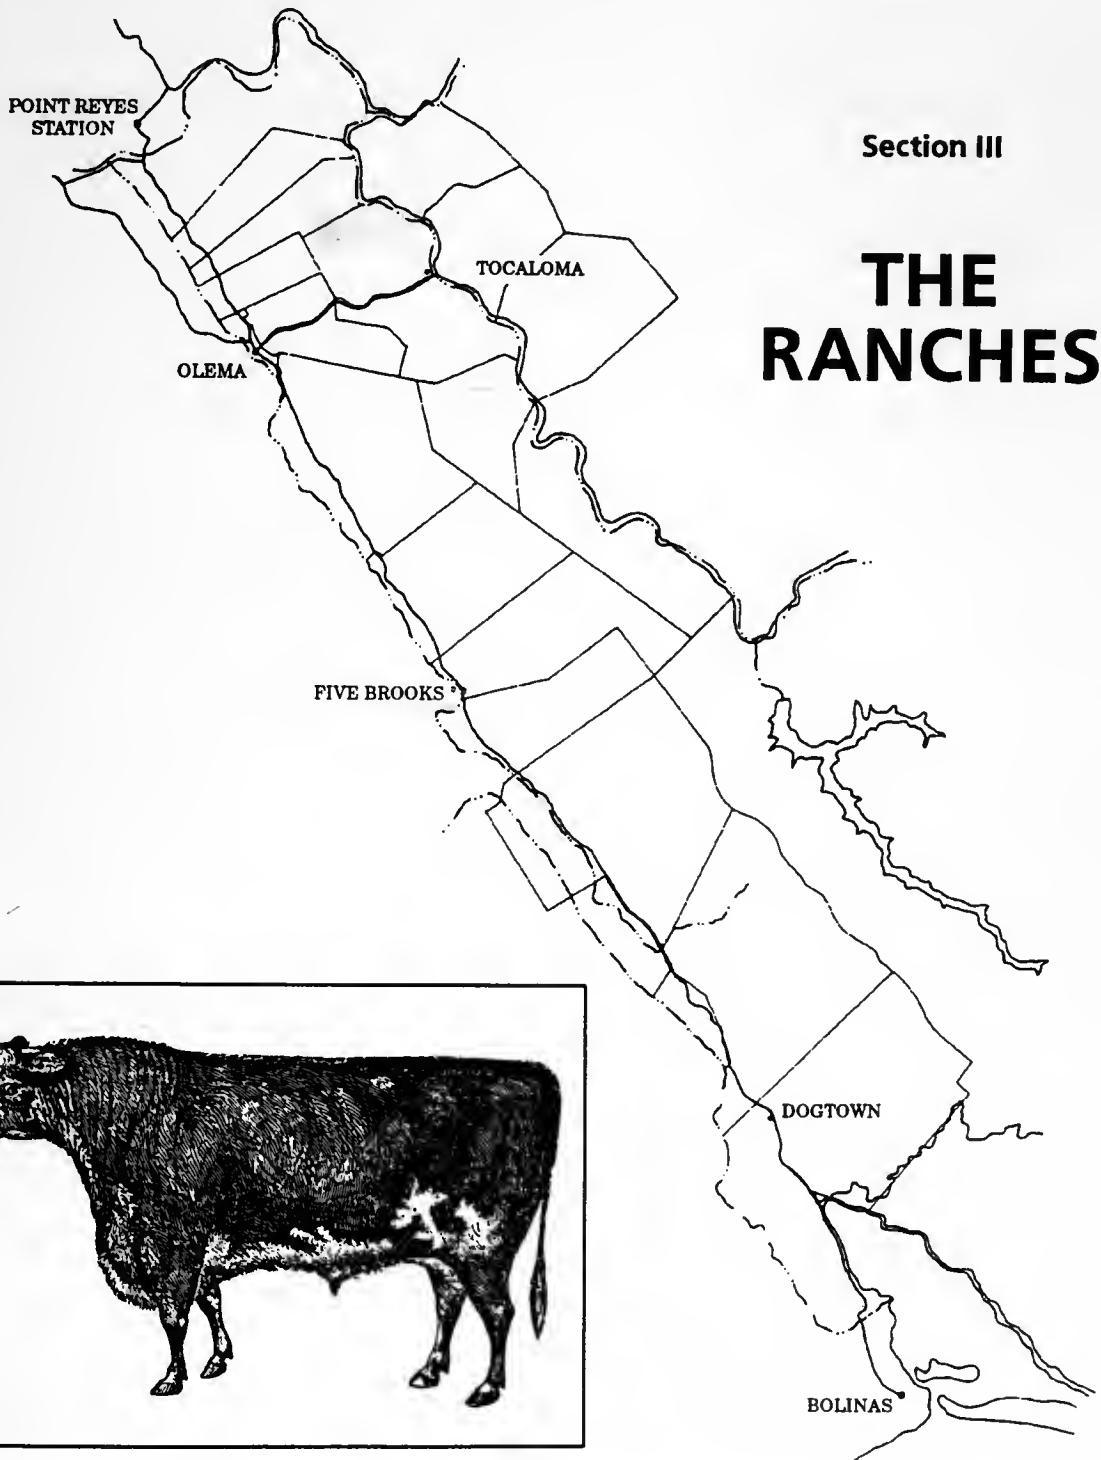 POINT REYES
STATION
Section III
THE
RANCHES
TOCALOMA
OLEMA
FIVE BROOKS
DOGTOWN
BOLINAS